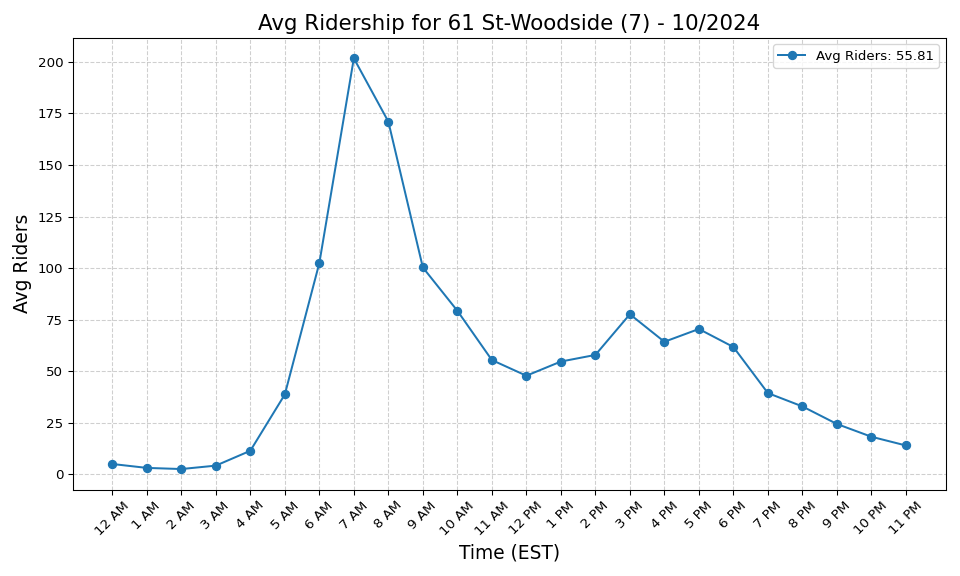 Avg Ridership for 61 St-Woodside (7) - 10/2024
Avg Riders: 55.81
Avg Riders
200
175
150
125
100
75
50
25
0
12 AM
1 AM
2 AM
3 AM
4 AM
5 AM
6 AM
7 AM
8 AM
9 AM
10 AM
11 AM
12 PM
1 PM
2 PM
3 PM
4 PM
5 PM
6 PM
7 PM
8 PM
9 PM
10 PM
11 PM
Time (EST)